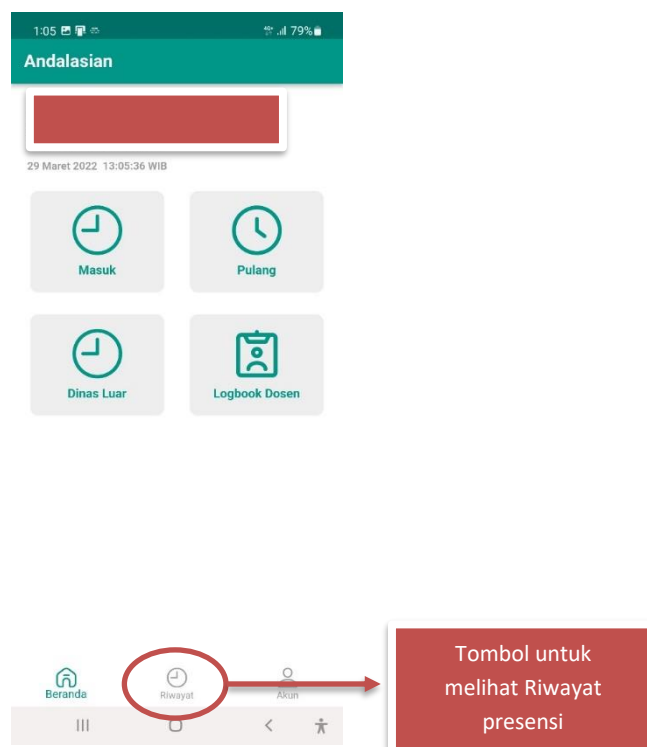 1:05 79%
Andalasian
29 Maret 2022 13:05:36 WIB
Masuk Pulang
Dinas Luar Logbook Dosen
Beranda Riwayat Akun
Tombol untuk
melihat Riwayat
presensi